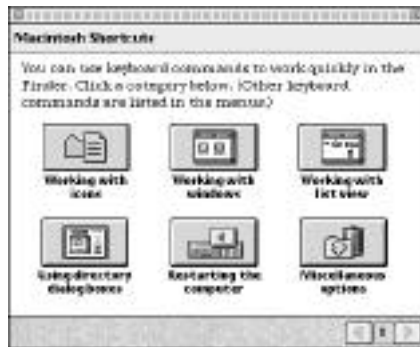 Macintosh Shortcuts
You can use keyboard commands to work quickly in the
Finder. Click a category below. (Other keyboard
commands are listed in the menus.)
Working with
icons
Working with
windows
Working with
list view
Using directory
dialog boxes
Restarting the
computer
Miscellaneous
options